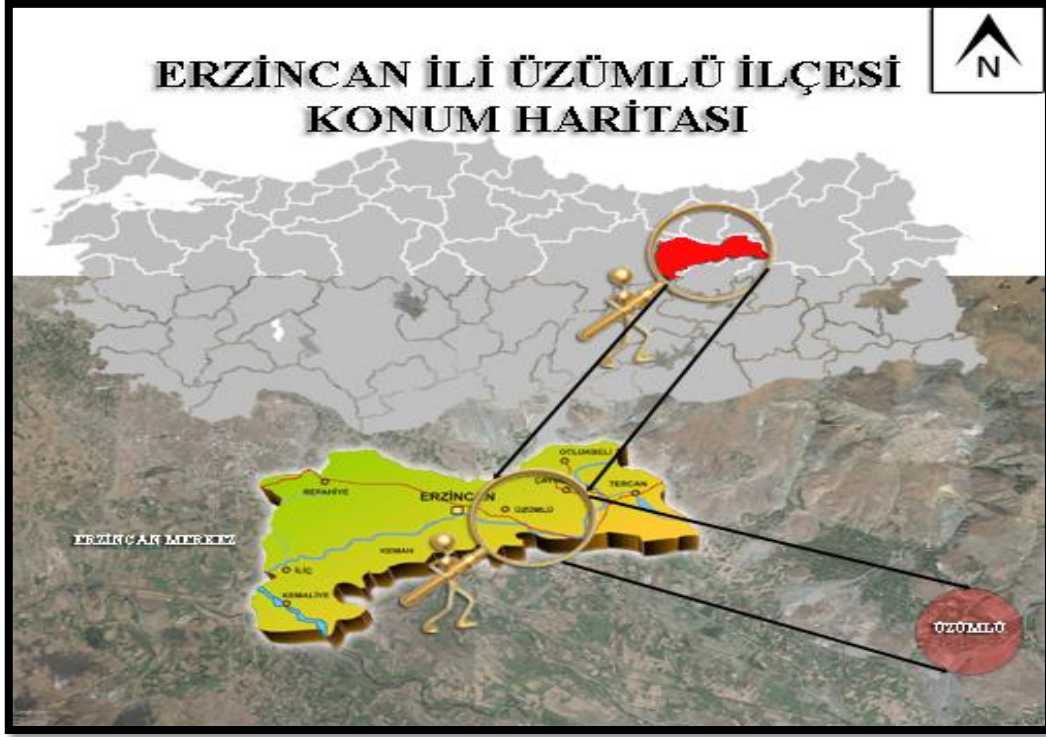 ERZİNCAN İLİ ÜZÜMLÜ İLÇESİ
KONUM HARİTASI
N
OTLUKBELİ
REFAHİYE
TERCAN
ERZİNCAN
ÜZÜMLÜ
ERZİNCAN MERKEZ
KEMAH
İLİÇ
KEMALİYE
ÜZÜMLÜ